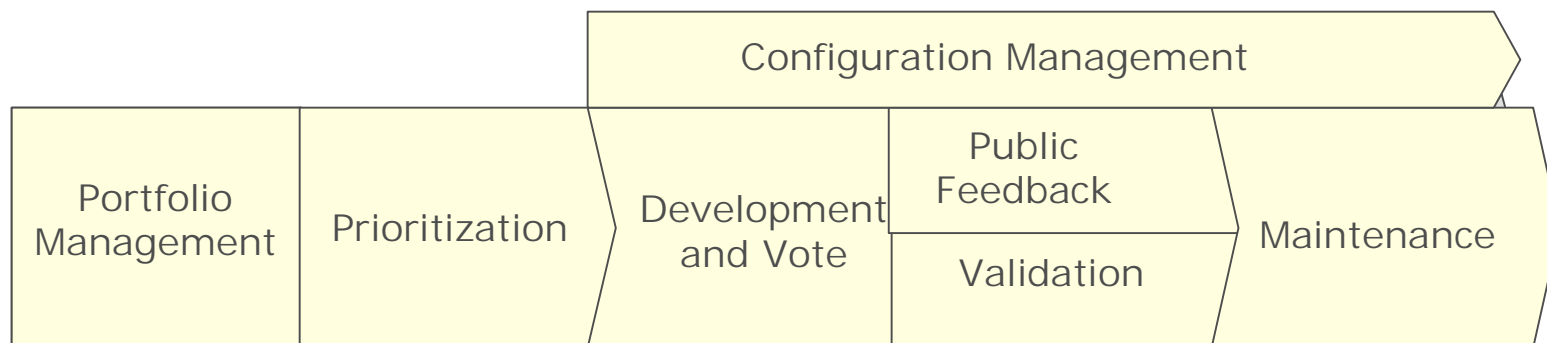 Configuration Management
Portfolio
Management
Prioritization
Development
and Vote
Public
Feedback
Validation
Maintenance